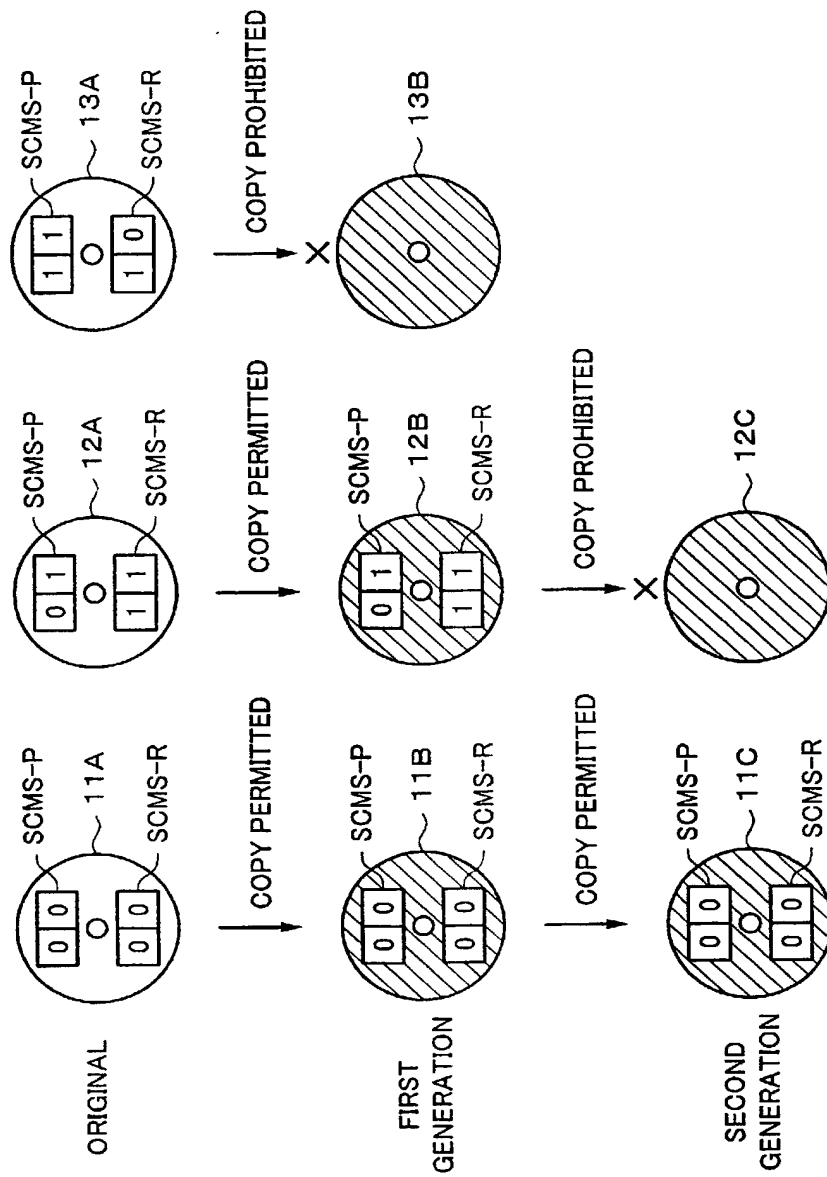 SCMS-P SCMS-P SCMS-P
0 0 0 1 1 1
11A 12A 13A
ORIGINAL
0 0 1 1 1 0
SCMS-R SCMS-R SCMS-R
COPY PERMITTED COPY PERMITTED COPY PROHIBITED
×
SCMS-P SCMS-P
0 0 0 1
11B 12B 13B
FIRST
GENERATION
0 0 1 1
SCMS-R SCMS-R
COPY PERMITTED COPY PROHIBITED
×
SCMS-P
0 0
11C 12C
SECOND
GENERATION
0 0
SCMS-R